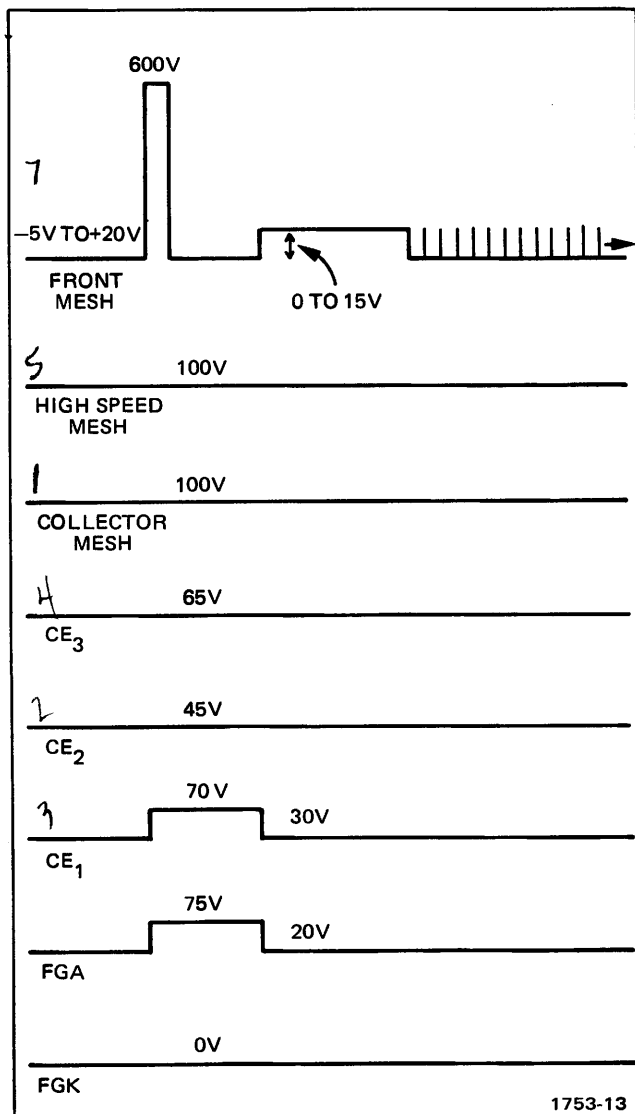 600V
7
−5V TO+20V
FRONT
MESH
0 TO 15V
5
100V
HIGH SPEED
MESH
1
100V
COLLECTOR
MESH
4
65V
CE3
2
45V
CE2
3
70 V
30V
CE1
75V
20V
FGA
0V
FGK
1753-13